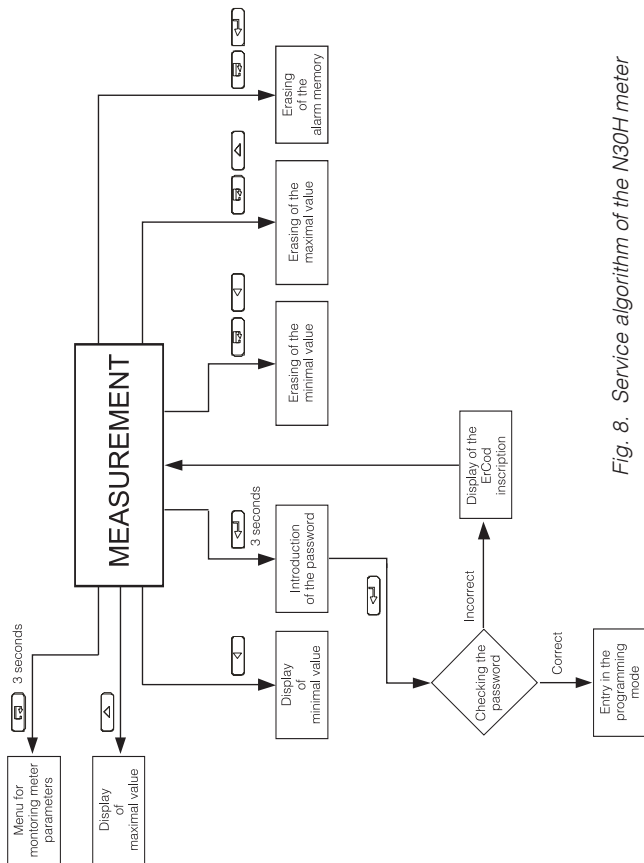 MEASUREMENT
3 seconds
Menu for
montoring meter
parameters
Display
of
maximal value
Display
of
minimal value
3 seconds
Introduction
of the password
Checking the
password
Incorrect
Correct
Display of the
ErCod
inscription
Entry in the
programming
mode
Erasing of the
minimal value
Erasing of the
maximal value
Erasing
of the
alarm memory
Fig. 8. Service algorithm of the N30H meter